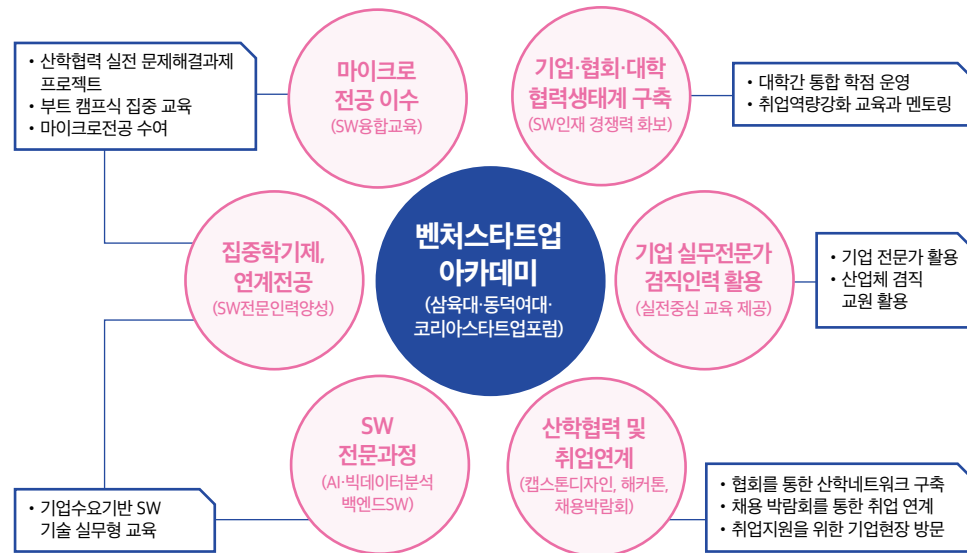 • 산학협력 실전 문제해결과제
프로젝트
• 부트 캠프식 집중 교육
• 마이크로전공 수여
마이크로
전공 이수
(SW융합교육)
기업·협회·대학
협력생태계 구축
(SW인재 경쟁력 화보)
• 대학간 통합 학점 운영
• 취업역량강화 교육과 멘토링
집중학기제,
연계전공
(SW전문인력양성)
벤처스타트업
아카데미
(삼육대·동덕여대·
코리아스타트업포럼)
기업 실무전문가
겸직인력 활용
(실전중심 교육 제공)
• 기업 전문가 활용
• 산업체 겸직
교원 활용
SW
전문과정
(AI·빅데이터분석
백엔드SW)
산학협력 및
취업연계
(캡스톤디자인, 해커톤,
채용박람회)
• 기업수요기반 SW
기술 실무형 교육
• 협회를 통한 산학네트워크 구축
• 채용 박람회를 통한 취업 연계
• 취업지원을 위한 기업현장 방문